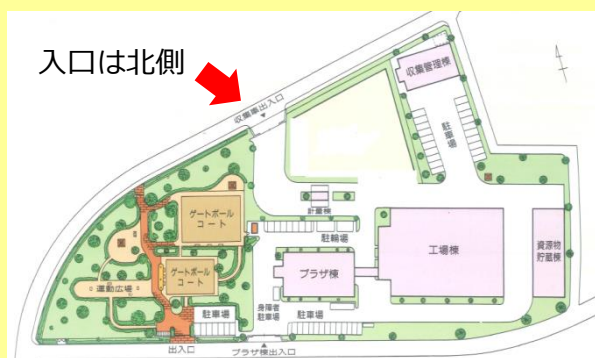 入口は北側
収集車出入口
収集管理棟
駐車場
計量棟
ゲートボール
コート
駐輪場
工場棟
資源物
貯蔵棟
プラザ棟
ゲートボール
コート
運動広場
駐車場
身障者
駐車場
駐車場
出入口
プラザ棟出入口